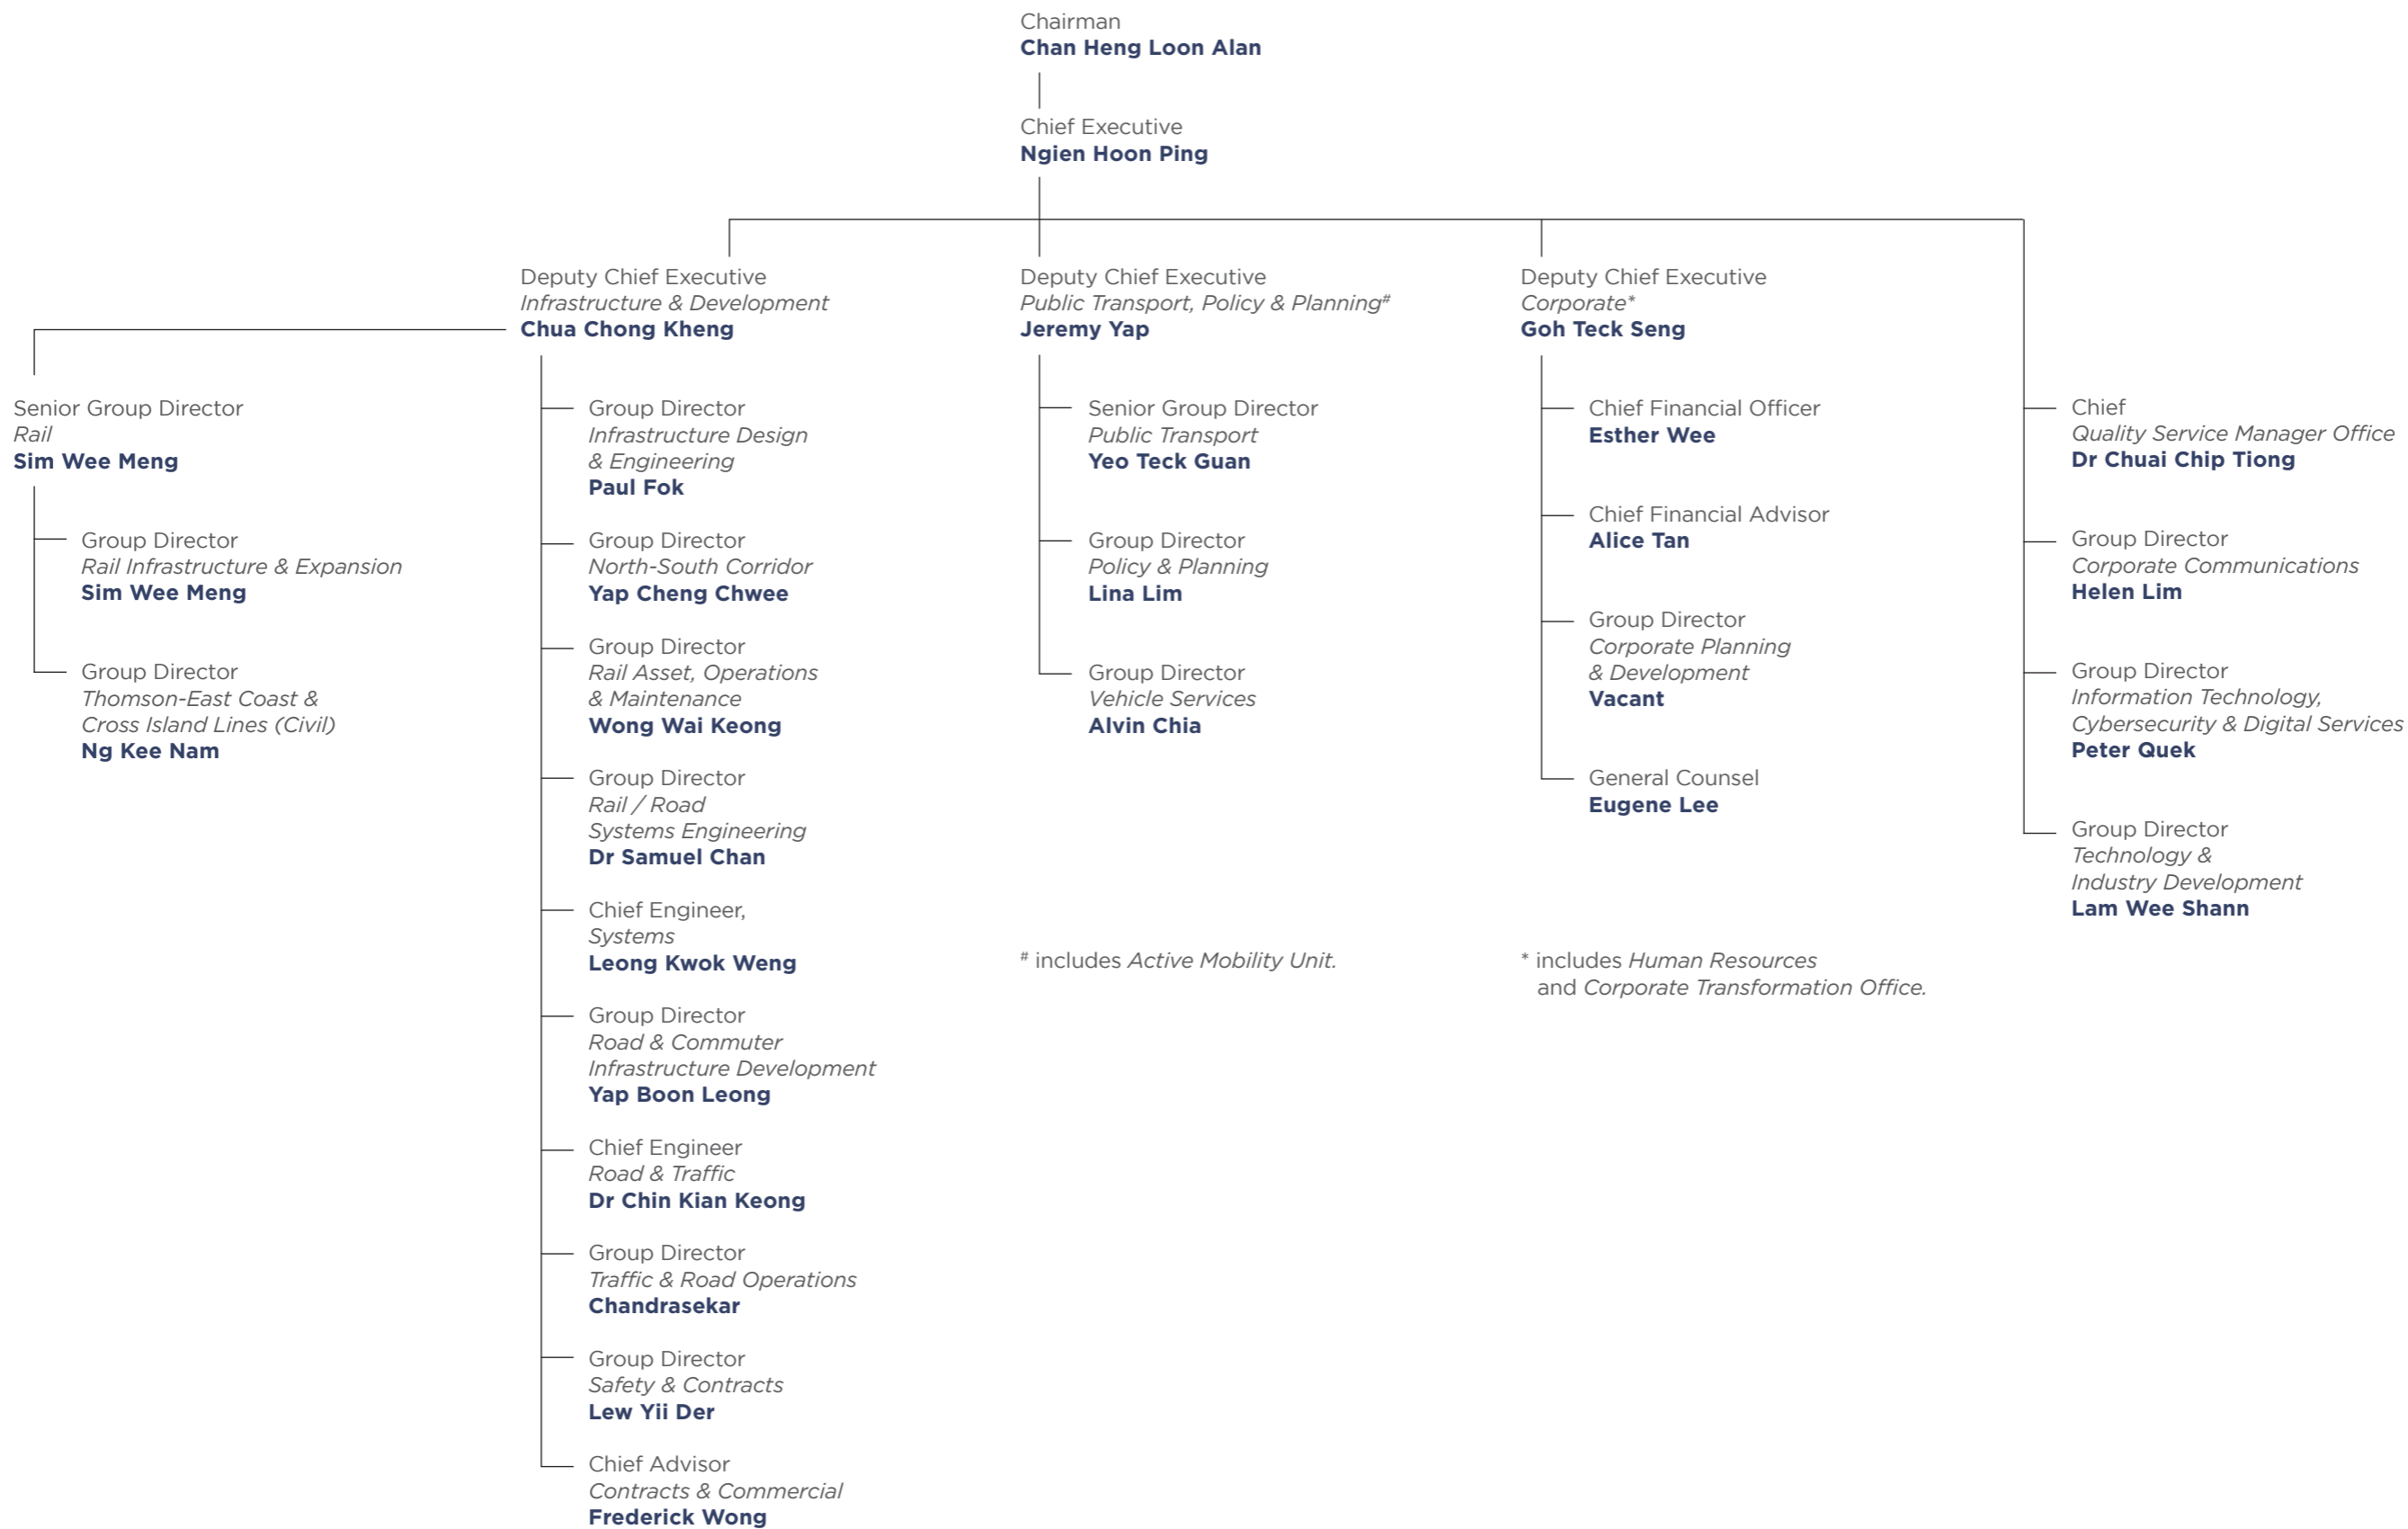 Chairman
Chan Heng Loon Alan
Chief Executive
Ngien Hoon Ping
Deputy Chief Executive
Infrastructure & Development
Chua Chong Kheng
Senior Group Director
Rail
Sim Wee Meng
Group Director
Rail Infrastructure & Expansion
Sim Wee Meng
Group Director
Thomson-East Coast &
Cross Island Lines (Civil)
Ng Kee Nam
Group Director
Infrastructure Design
& Engineering
Paul Fok
Group Director
North-South Corridor
Yap Cheng Chwee
Group Director
Rail Asset, Operations
& Maintenance
Wong Wai Keong
Group Director
Rail / Road
Systems Engineering
Dr Samuel Chan
Chief Engineer,
Systems
Leong Kwok Weng
Group Director
Road & Commuter
Infrastructure Development
Yap Boon Leong
Chief Engineer
Road & Traffic
Dr Chin Kian Keong
Group Director
Traffic & Road Operations
Chandrasekar
Group Director
Safety & Contracts
Lew Yii Der
Chief Advisor
Contracts & Commercial
Frederick Wong
Deputy Chief Executive
Public Transport, Policy & Planning#
Jeremy Yap
Senior Group Director
Public Transport
Yeo Teck Guan
Group Director
Policy & Planning
Lina Lim
Group Director
Vehicle Services
Alvin Chia
# includes Active Mobility Unit.
Deputy Chief Executive
Corporate*
Goh Teck Seng
Chief Financial Officer
Esther Wee
Chief Financial Advisor
Alice Tan
Group Director
Corporate Planning
& Development
Vacant
General Counsel
Eugene Lee
* includes Human Resources
and Corporate Transformation Office.
Chief
Quality Service Manager Office
Dr Chuai Chip Tiong
Group Director
Corporate Communications
Helen Lim
Group Director
Information Technology,
Cybersecurity & Digital Services
Peter Quek
Group Director
Technology &
Industry Development
Lam Wee Shann